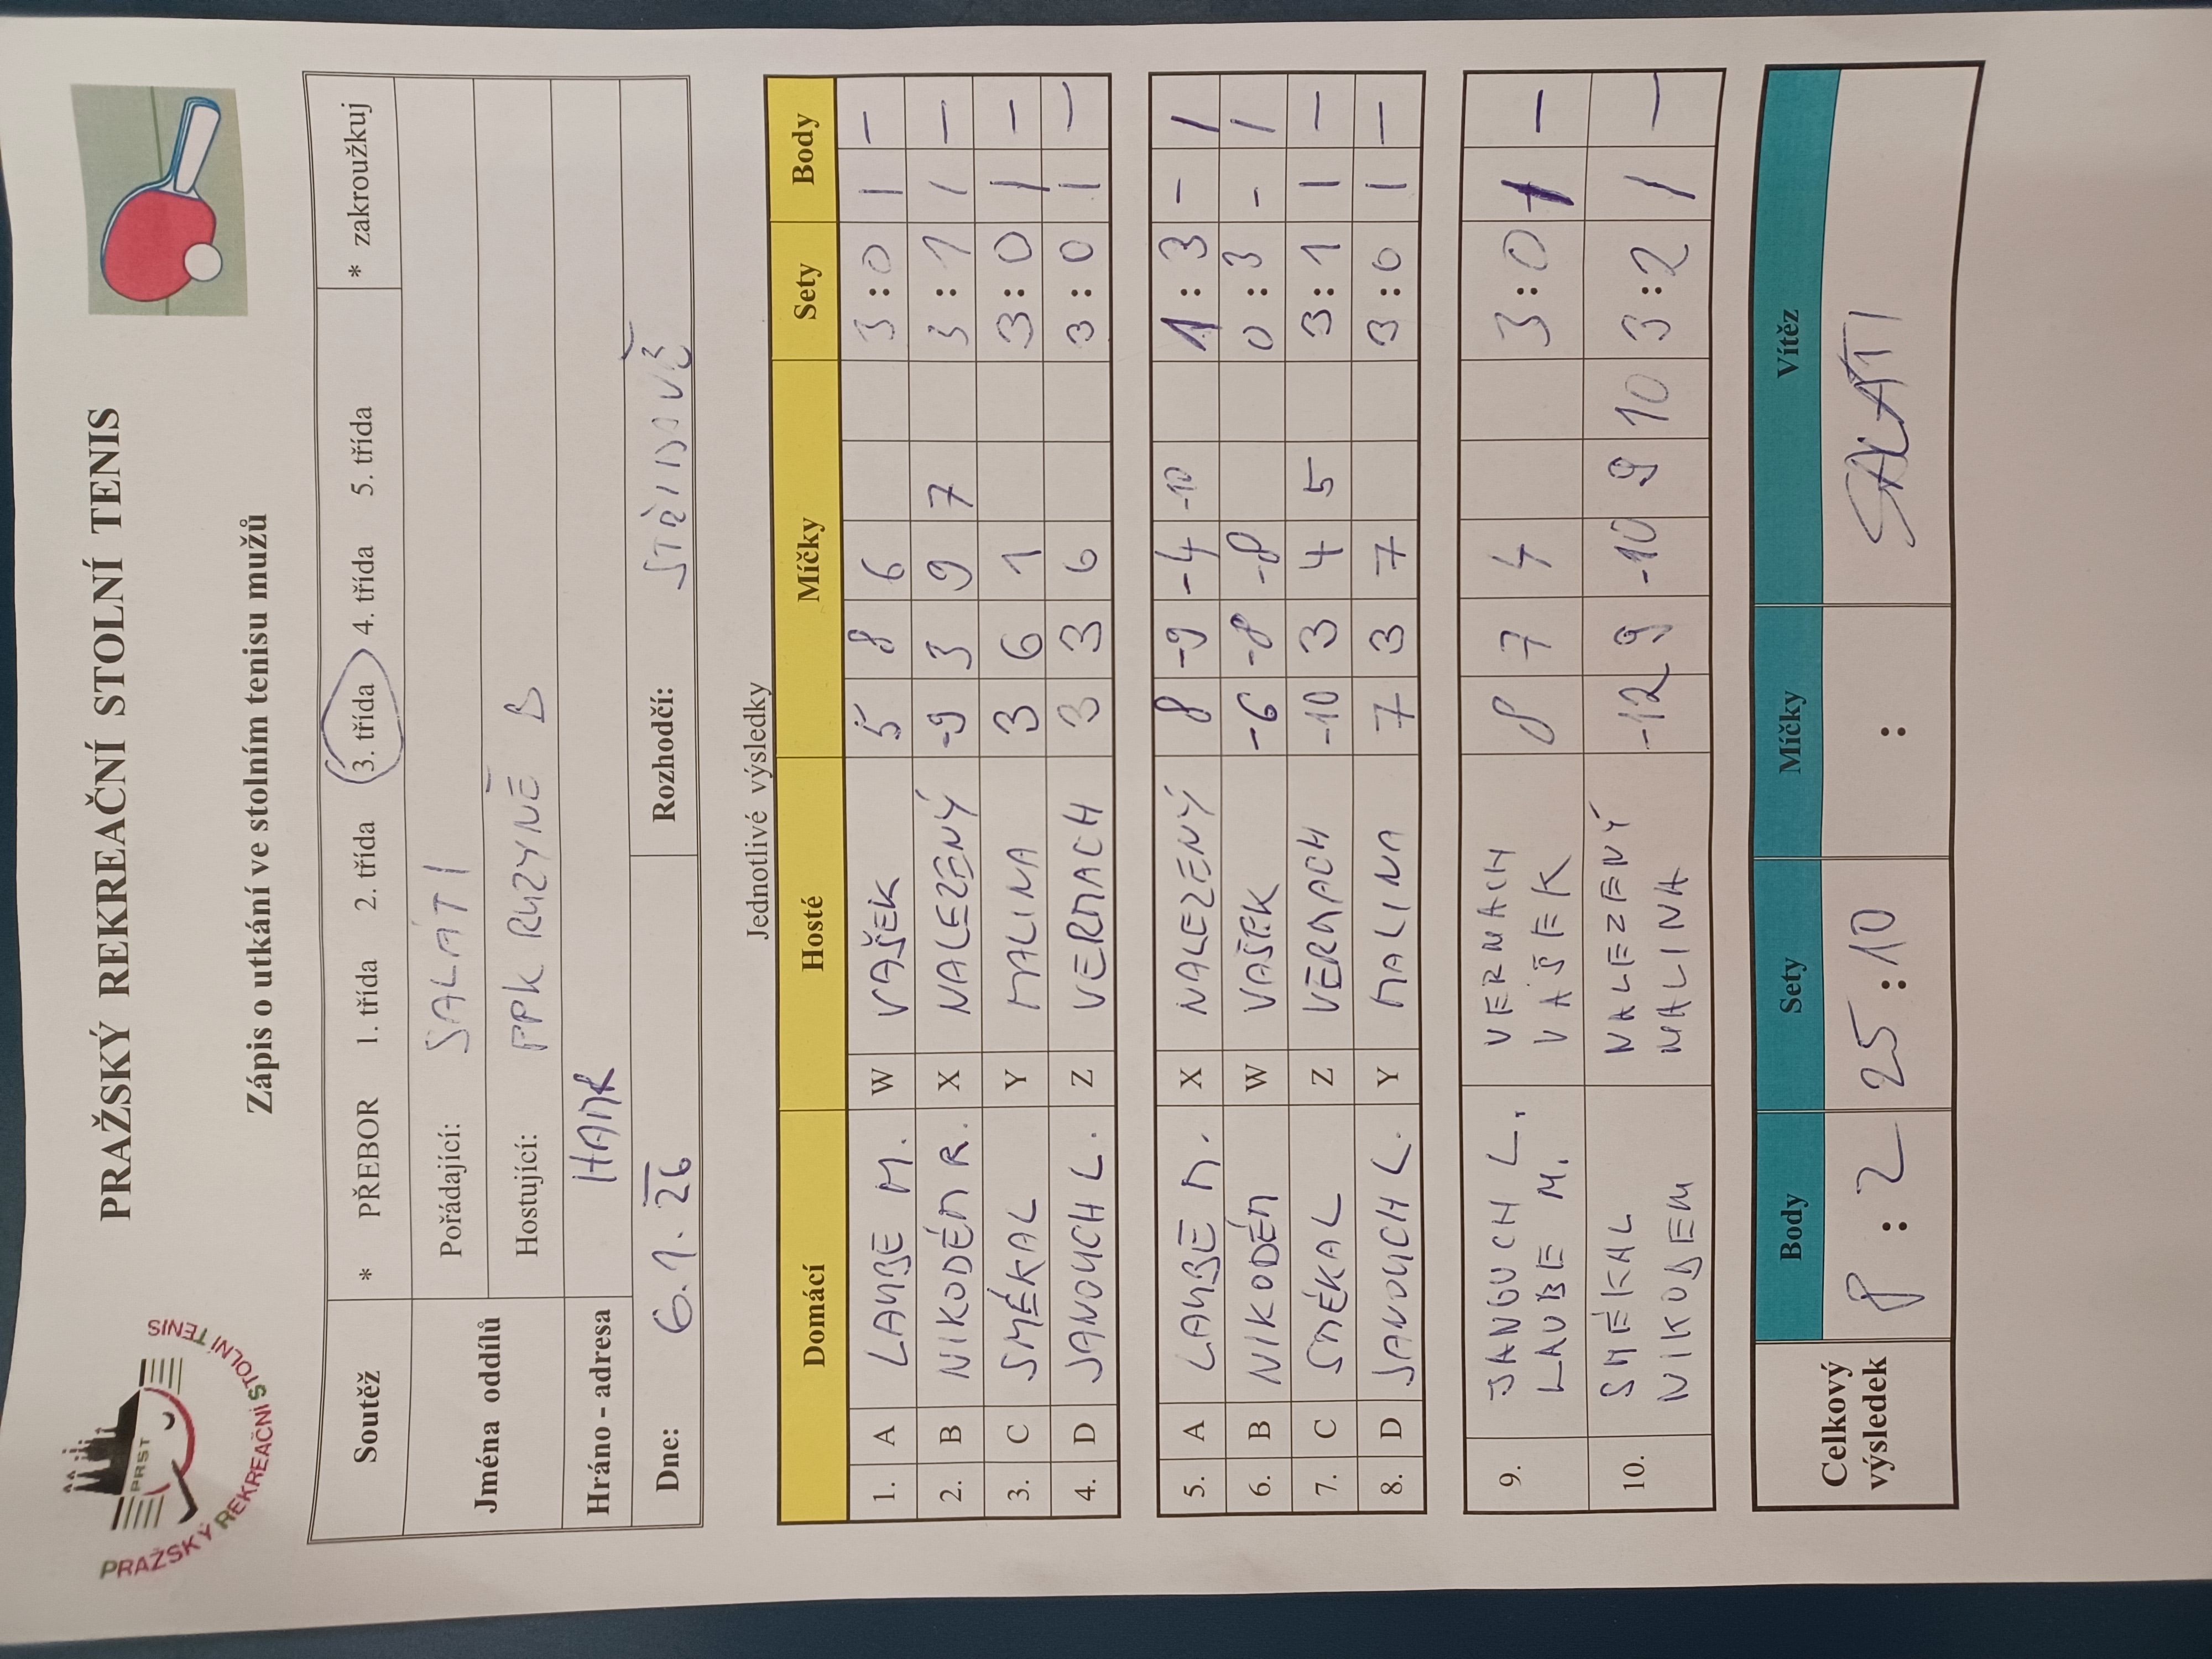 PRAŽSKÝ REKREAČNÍ STOLNÍ TENIS
PRST
PRAŽSKÝ REKREAČNÍ STOLNÍ TENIS
Zápis o utkání ve stolním tenisu mužů
Soutěž * PŘEBOR 1. třída 2. třída 3. třída 4. třída 5. třída * zakroužkuj
Jména oddílů Pořádající: SALÁTI
Hostující: PPK RUZYNĚ B
Hráno - adresa HAMR
Dne: 6.1.26 Rozhodčí: STŘIDAVĚ
Jednotlivé výsledky
Domácí Hosté Míčky Sety Body
1. A LAUBE M. W VAŠEK 5 8 6 3:0 1 –
2. B NIKODÉM R. X NALEZENÝ -9 3 9 7 3:1 1 –
3. C SMÉKAL Y MALINA 3 6 1 3:0 1 –
4. D JANOUCH L. Z VERNACH 3 3 6 3:0 1 –
5. A LAUBE M. X NALEZENÝ 8 -9 -4 -10 1:3 – 1
6. B NIKODÉM W VAŠEK -6 -8 -8 0:3 - 1
7. C SMÉKAL Z VERNACH -10 3 4 5 3:1 1 –
8. D JANOUCH L. Y MALINA 7 3 7 3:0 1 –
9. JANOUCH L. VERNACH 8 7 4 3:0 1 –
LAUBE M. VAŠEK
10. SMÉKAL NALEZENÝ -12 9 -10 9 10 3:2 1 –
NIKODEM MALINA
Celkový výsledek Body Sety Míčky Vítěz
8 : 2 25 : 10 : SALÁTI